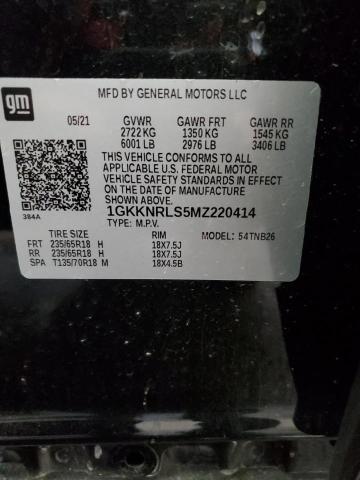 gm
MFD BY GENERAL MOTORS LLC
05/21 GVWR GAWR FRT GAWR RR
2722 KG 1350 KG 1545 KG
6001 LB 2976 LB 3406 LB
THIS VEHICLE CONFORMS TO ALL
APPLICABLE U.S. FEDERAL MOTOR
VEHICLE SAFETY STANDARDS IN
EFFECT ON THE DATE OF MANUFACTURE
SHOWN ABOVE.
384A
1GKKNRLS5MZ220414
TYPE: M.P.V.
MODEL: 54TNB26
TIRE SIZE RIM
FRT 235/65R18 H 18X7.5J
RR 235/65R18 H 18X7.5J
SPA T135/70R18 M 18X4.5B